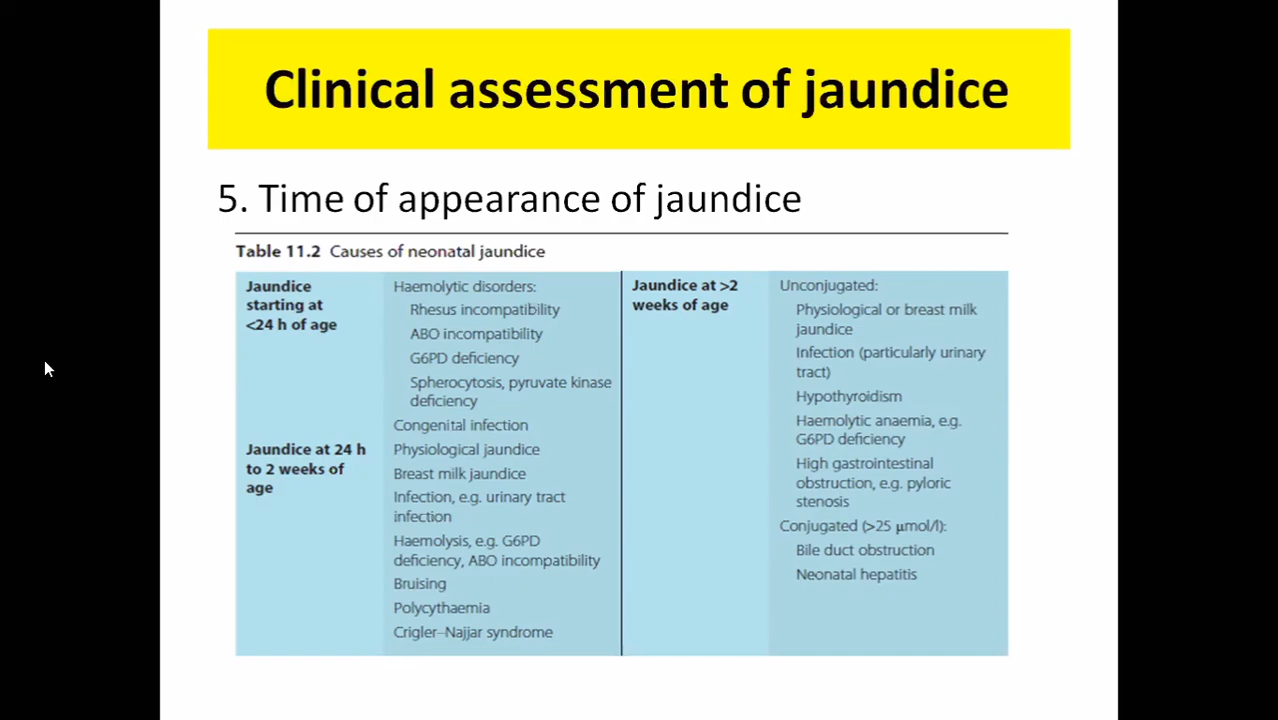 Clinical assessment of jaundice
5. Time of appearance of jaundice
Table 11.2 Causes of neonatal jaundice
Jaundice
starting at
<24 h of age
Haemolytic disorders:
Rhesus incompatibility
ABO incompatibility
G6PD deficiency
Spherocytosis, pyruvate kinase
deficiency
Congenital infection
Jaundice at 24 h
to 2 weeks of
age
Physiological jaundice
Breast milk jaundice
Infection, e.g. urinary tract
infection
Haemolysis, e.g. G6PD
deficiency, ABO incompatibility
Bruising
Polycythaemia
Crigler–Najjar syndrome
Jaundice at >2
weeks of age
Unconjugated:
Physiological or breast milk
jaundice
Infection (particularly urinary
tract)
Hypothyroidism
Haemolytic anaemia, e.g.
G6PD deficiency
High gastrointestinal
obstruction, e.g. pyloric
stenosis
Conjugated (>25 μmol/l):
Bile duct obstruction
Neonatal hepatitis